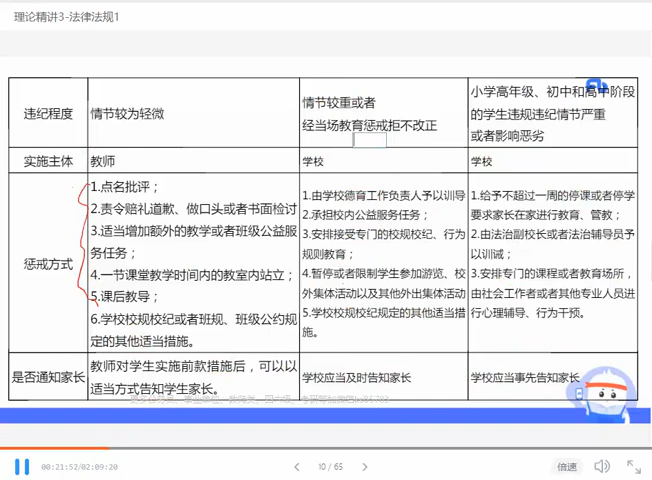 理论精讲3-法律法规1
违纪程度
情节较为轻微
情节较重或者
经当场教育惩戒拒不改正
小学高年级、初中和高中阶段
的学生违规违纪情节严重
或者影响恶劣
实施主体
教师
学校
学校
惩戒方式
1.点名批评；
2.责令赔礼道歉、做口头或者书面检讨
3.适当增加额外的教学或者班级公益服
务任务；
4.一节课堂教学时间内的教室内站立；
5.课后教导；
6.学校校规校纪或者班规、班级公约规
定的其他适当措施。
1.由学校德育工作负责人予以训导
2.承担校内公益服务任务；
3.安排接受专门的校规校纪、行为
规则教育；
4.暂停或者限制学生参加游览、校
外集体活动以及其他外出集体活动
5.学校校规校纪规定的其他适当措
施。
1.给予不超过一周的停课或者停学
要求家长在家进行教育、管教；
2.由法治副校长或者法治辅导员予
以训诫；
3.安排专门的课程或者教育场所，
由社会工作者或者其他专业人员进
行心理辅导、行为干预。
是否通知家长
教师对学生实施前款措施后，可以以
适当方式告知学生家长。
学校应当及时告知家长
学校应当事先告知家长
00:21:52/02:09:20
10 / 65
倍速